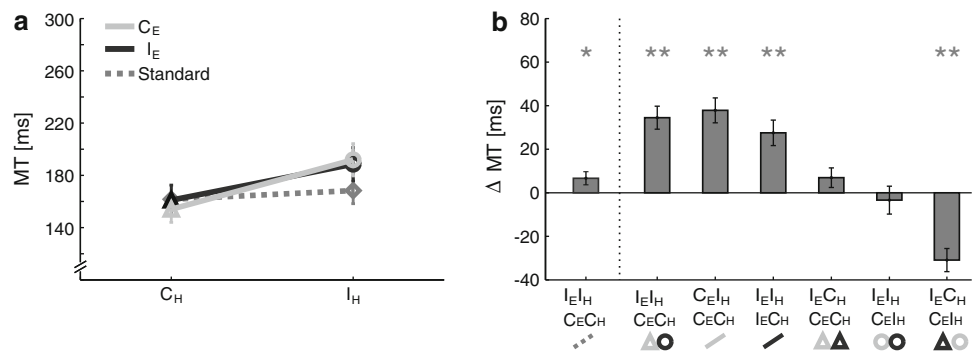 a
C_E
I_E
Standard
MT [ms]
300
260
220
180
140
C_H
I_H
b
Δ MT [ms]
80
60
40
20
0
-20
-40
* ** ** ** **
I_EI_H I_EI_H C_EI_H I_EI_H I_EC_H I_EI_H I_EC_H
C_EC_H C_EC_H C_EC_H I_EC_H C_EC_H C_EI_H C_EI_H